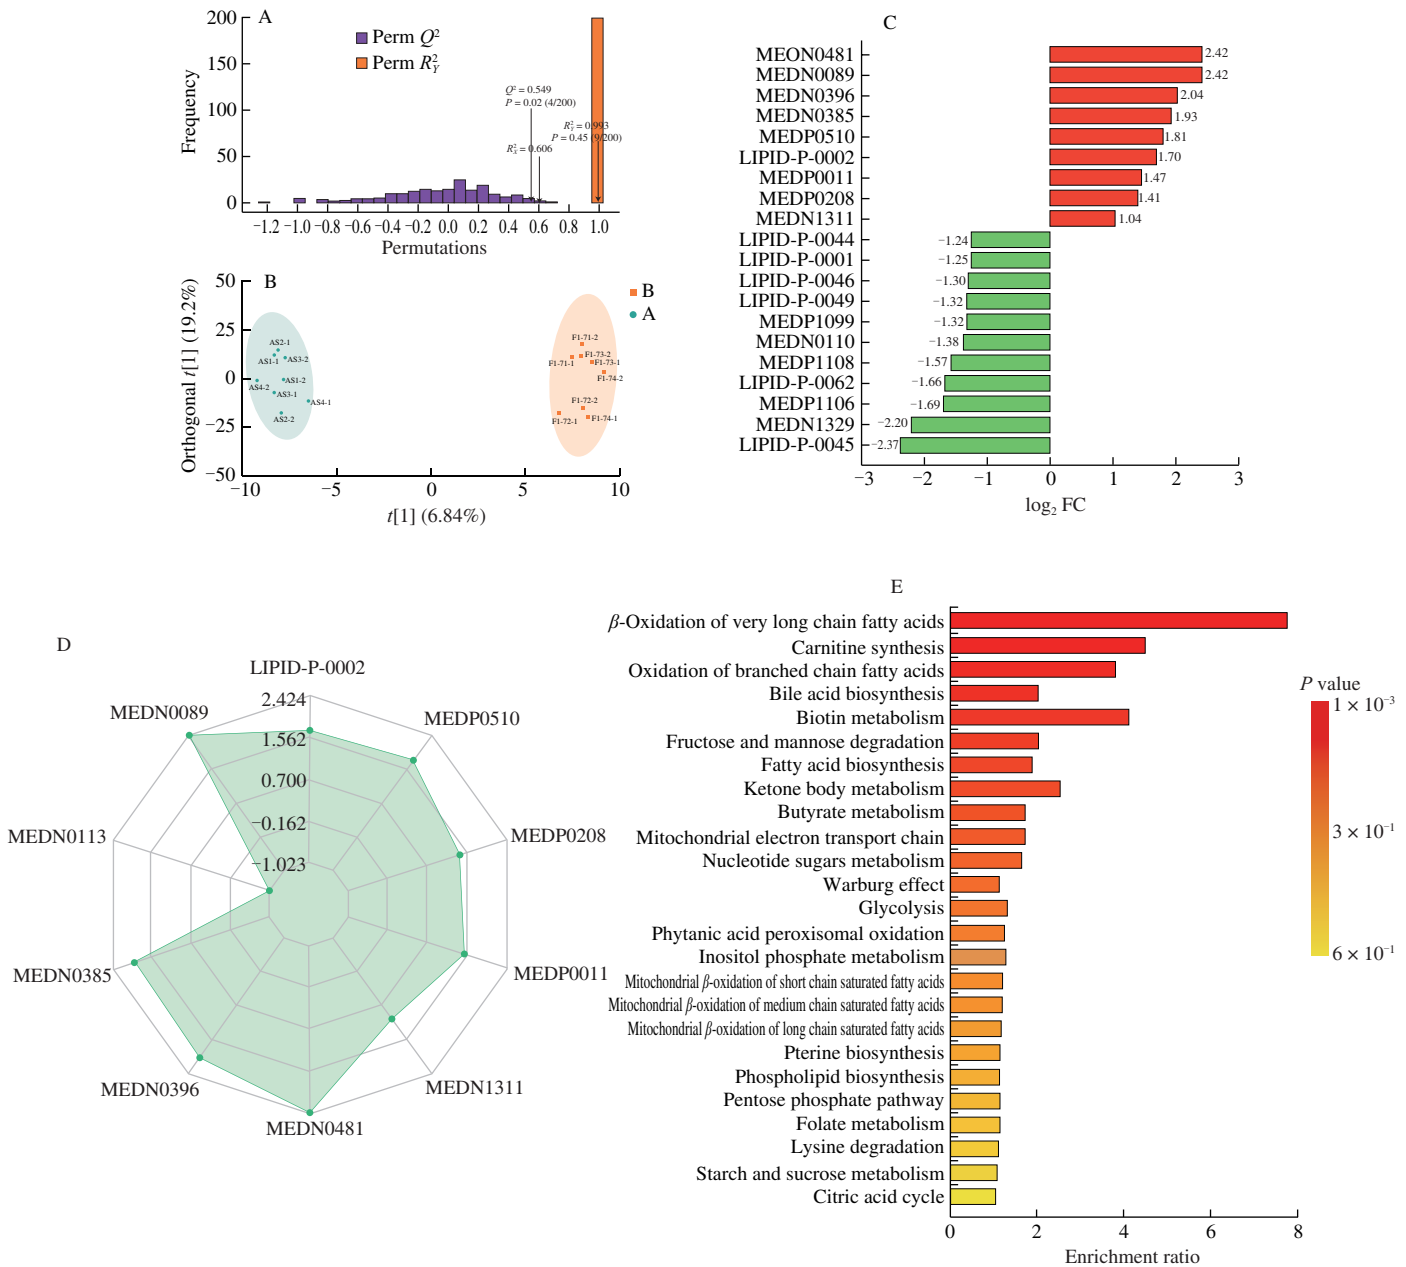 A
Frequency
200
150
100
50
0
Perm Q²
Perm R²Y
Q² = 0.549
P = 0.02 (4/200)
R²Y = 0.993
P = 0.45 (9/200)
R²X = 0.606
−1.2 −1.0 −0.8 −0.6 −0.4 −0.2 0.0 0.2 0.4 0.6 0.8 1.0
Permutations
B
Orthogonal t[1] (19.2%)
50
25
0
−25
−50
AS2-1
AS1-1
AS3-2
AS1-2
AS4-2
AS3-1
AS4-1
AS2-2
F1-71-2
F1-73-2
F1-71-1
F1-73-1
F1-74-2
F1-72-2
F1-72-1
F1-74-1
B
A
−10 −5 0 5 10
t[1] (6.84%)
C
MEON0481 2.42
MEDN0089 2.42
MEDN0396 2.04
MEDN0385 1.93
MEDP0510 1.81
LIPID-P-0002 1.70
MEDP0011 1.47
MEDP0208 1.41
MEDN1311 1.04
LIPID-P-0044 −1.24
LIPID-P-0001 −1.25
LIPID-P-0046 −1.30
LIPID-P-0049 −1.32
MEDP1099 −1.32
MEDN0110 −1.38
MEDP1108 −1.57
LIPID-P-0062 −1.66
MEDP1106 −1.69
MEDN1329 −2.20
LIPID-P-0045 −2.37
−3 −2 −1 0 1 2 3
log₂ FC
D
LIPID-P-0002
MEDP0510
MEDP0208
MEDP0011
MEDN1311
MEDN0481
MEDN0396
MEDN0385
MEDN0113
MEDN0089
2.424
1.562
0.700
−0.162
−1.023
E
β-Oxidation of very long chain fatty acids
Carnitine synthesis
Oxidation of branched chain fatty acids
Bile acid biosynthesis
Biotin metabolism
Fructose and mannose degradation
Fatty acid biosynthesis
Ketone body metabolism
Butyrate metabolism
Mitochondrial electron transport chain
Nucleotide sugars metabolism
Warburg effect
Glycolysis
Phytanic acid peroxisomal oxidation
Inositol phosphate metabolism
Mitochondrial β-oxidation of short chain saturated fatty acids
Mitochondrial β-oxidation of medium chain saturated fatty acids
Mitochondrial β-oxidation of long chain saturated fatty acids
Pterine biosynthesis
Phospholipid biosynthesis
Pentose phosphate pathway
Folate metabolism
Lysine degradation
Starch and sucrose metabolism
Citric acid cycle
0 2 4 6 8
Enrichment ratio
P value
1 × 10⁻³
3 × 10⁻¹
6 × 10⁻¹